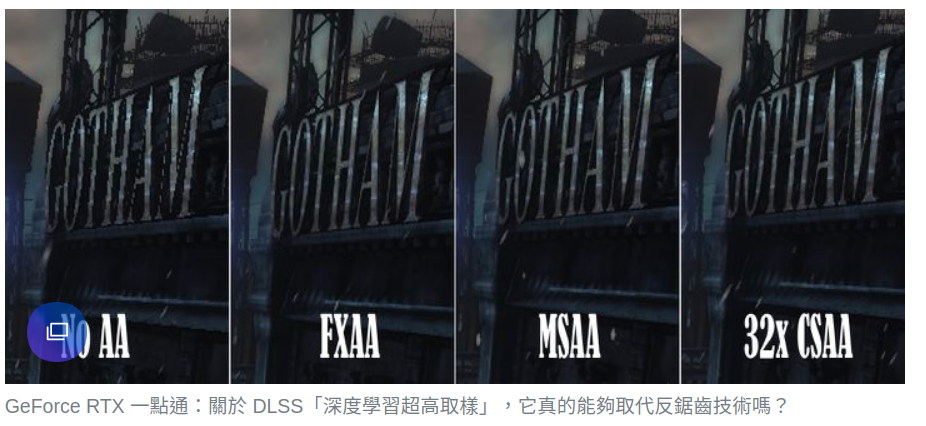 GOTHAM GOTHAM GOTHAM GOTHAM
No AA FXAA MSAA 32x CSAA
GeForce RTX 一點通：關於 DLSS「深度學習超高取樣」，它真的能夠取代反鋸齒技術嗎？